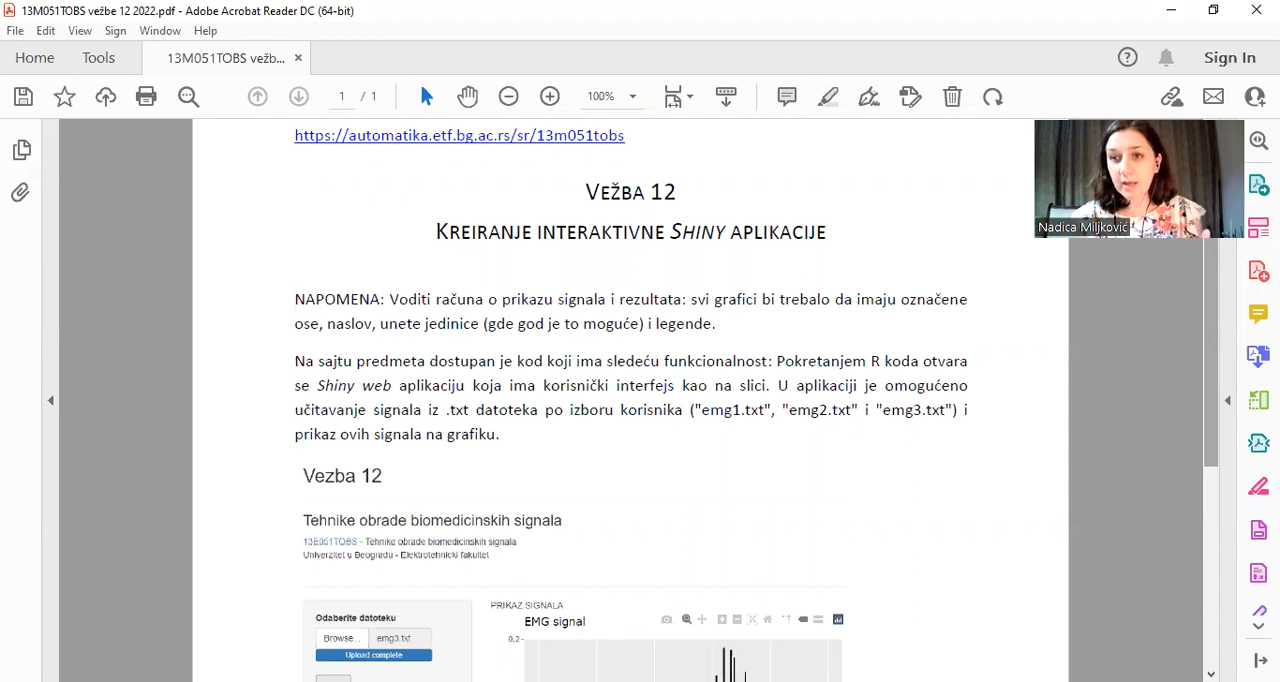 13M051TOBS vežbe 12 2022.pdf - Adobe Acrobat Reader DC (64-bit)
File Edit View Sign Window Help
Home Tools 13M051TOBS vežb... × Sign In
1 / 1 100%
https://automatika.etf.bg.ac.rs/sr/13m051tobs
VEŽBA 12
KREIRANJE INTERAKTIVNE SHINY APLIKACIJE
Nadica Miljković
NAPOMENA: Voditi računa o prikazu signala i rezultata: svi grafici bi trebalo da imaju označene
ose, naslov, unete jedinice (gde god je to moguće) i legende.
Na sajtu predmeta dostupan je kod koji ima sledeću funkcionalnost: Pokretanjem R koda otvara
se Shiny web aplikaciju koja ima korisnički interfejs kao na slici. U aplikaciji je omogućeno
učitavanje signala iz .txt datoteka po izboru korisnika ("emg1.txt", "emg2.txt" i "emg3.txt") i
prikaz ovih signala na grafiku.
Vezba 12
Tehnike obrade biomedicinskih signala
13E051TOBS - Tehnike obrade biomedicinskih signala
Univerzitet u Beogradu - Elektrotehnicki fakultet
Odaberite datoteku
Browse... emg3.txt
Upload complete
PRIKAZ SIGNALA
EMG signal
0.2